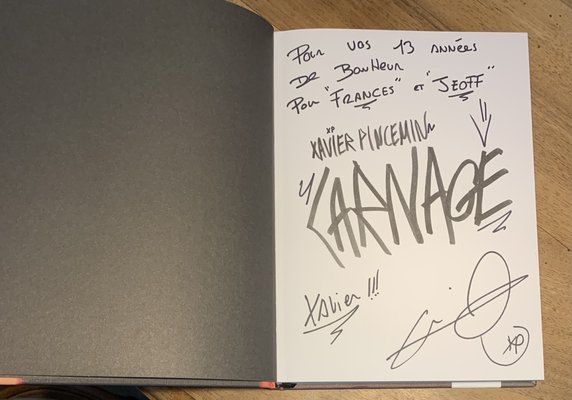 Pour vos 13 années
de Bonheur
Pour "Frances" et "Jeoff"
XP
XAVIER PINCEMIN
CARNAGE
Xavier !!!
XP